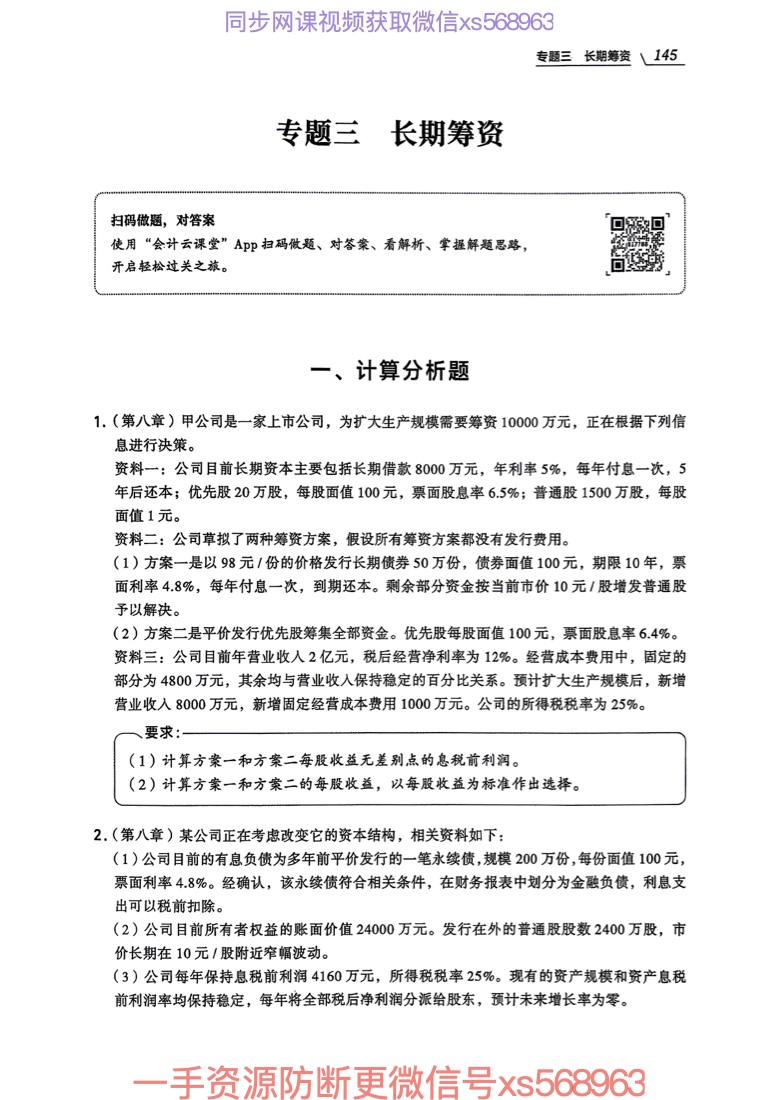 同步网课视频获取微信xs568963
专题三 长期筹资 145
专题三 长期筹资
扫码做题，对答案
使用“会计云课堂”App扫码做题、对答案、看解析、掌握解题思路，
开启轻松过关之旅。
一、计算分析题
1.（第八章）甲公司是一家上市公司，为扩大生产规模需要筹资10000万元，正在根据下列信
息进行决策。
资料一：公司目前长期资本主要包括长期借款8000万元，年利率5%，每年付息一次，5
年后还本；优先股20万股，每股面值100元，票面股息率6.5%；普通股1500万股，每股
面值1元。
资料二：公司草拟了两种筹资方案，假设所有筹资方案都没有发行费用。
（1）方案一是以98元/份的价格发行长期债券50万份，债券面值100元，期限10年，票
面利率4.8%，每年付息一次，到期还本。剩余部分资金按当前市价10元/股增发普通股
予以解决。
（2）方案二是平价发行优先股筹集全部资金。优先股每股面值100元，票面股息率6.4%。
资料三：公司目前年营业收入2亿元，税后经营净利率为12%。经营成本费用中，固定的
部分为4800万元，其余均与营业收入保持稳定的百分比关系。预计扩大生产规模后，新增
营业收入8000万元，新增固定经营成本费用1000万元。公司的所得税税率为25%。
要求：
（1）计算方案一和方案二每股收益无差别点的息税前利润。
（2）计算方案一和方案二的每股收益，以每股收益为标准作出选择。
2.（第八章）某公司正在考虑改变它的资本结构，相关资料如下：
（1）公司目前的有息负债为多年前平价发行的一笔永续债，规模200万份，每份面值100元，
票面利率4.8%。经确认，该永续债符合相关条件，在财务报表中划分为金融负债，利息支
出可以税前扣除。
（2）公司目前所有者权益的账面价值24000万元。发行在外的普通股股数2400万股，市
价长期在10元/股附近窄幅波动。
（3）公司每年保持息税前利润4160万元，所得税税率25%。现有的资产规模和资产息税
前利润率均保持稳定，每年将全部税后净利润分派给股东，预计未来增长率为零。
一手资源防断更微信号xs568963